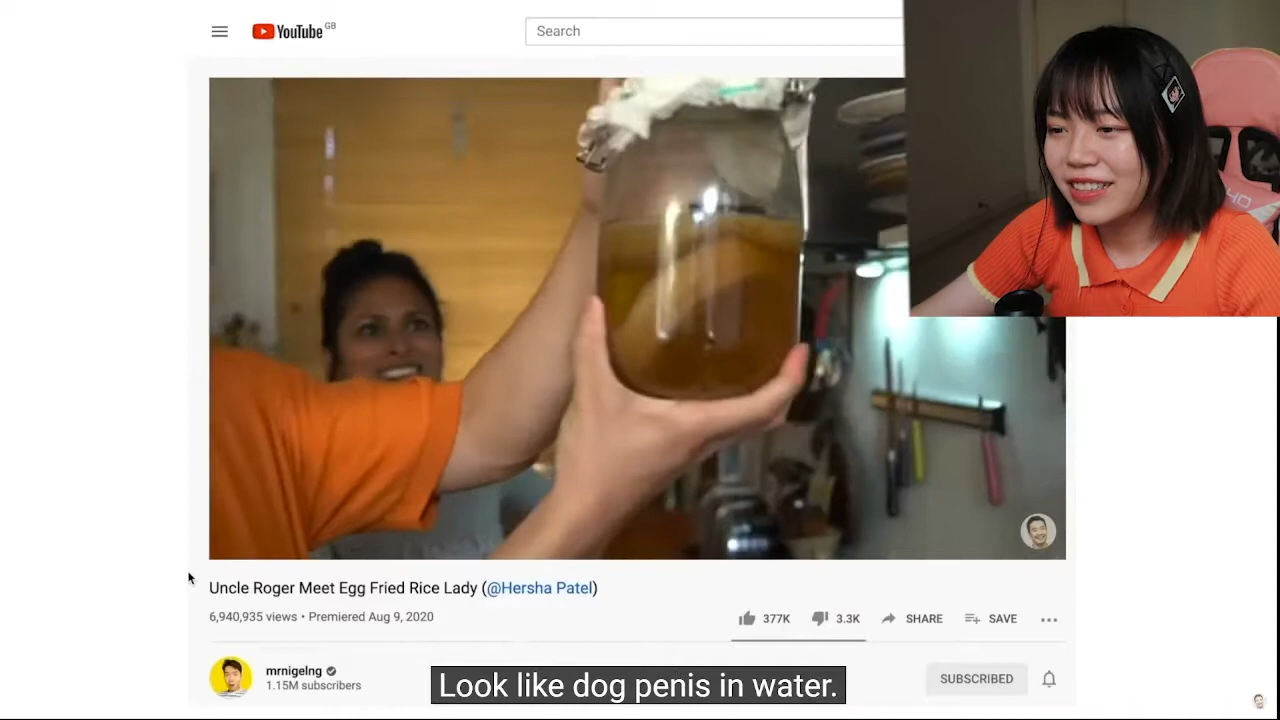 YouTube GB
Search
Uncle Roger Meet Egg Fried Rice Lady (@Hersha Patel)
6,940,935 views • Premiered Aug 9, 2020
377K
3.3K
SHARE
SAVE
mrnigelng
1.15M subscribers
SUBSCRIBED
Look like dog penis in water.